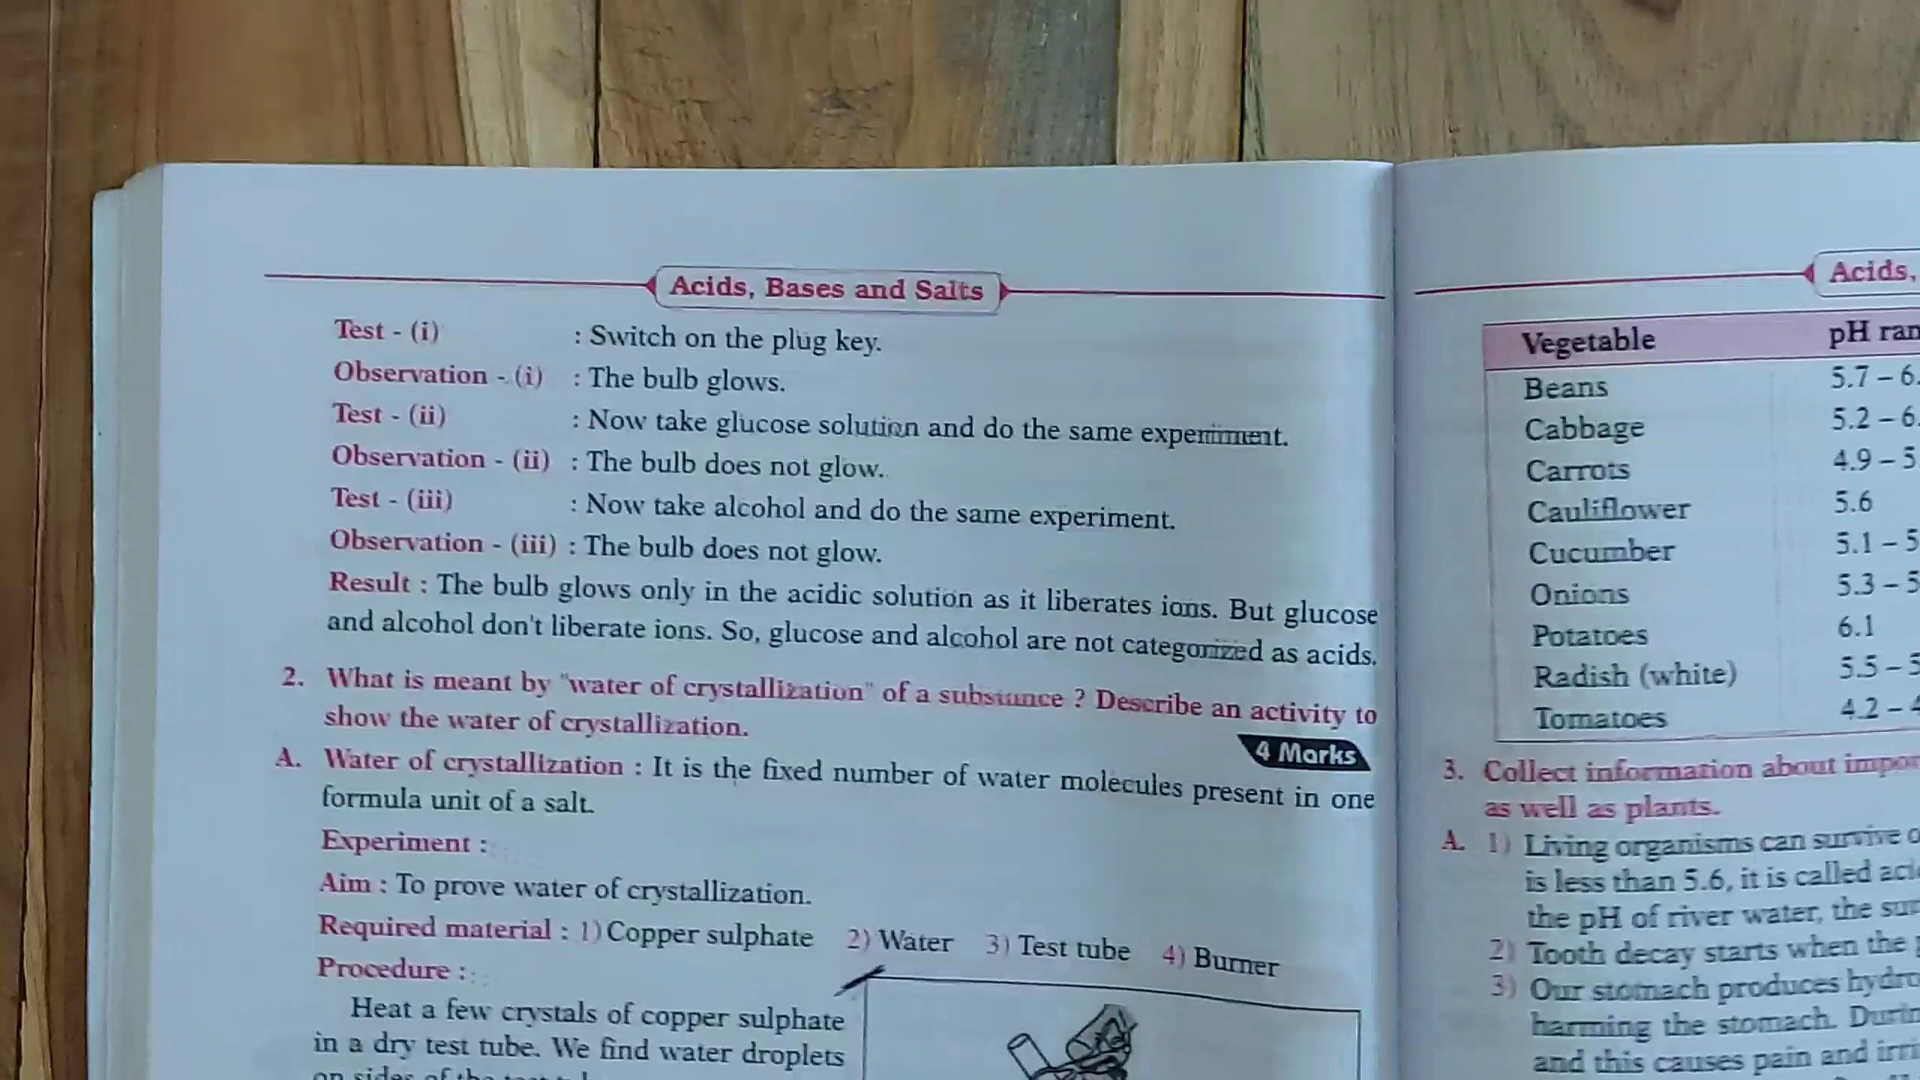 Acids, Bases and Salts
Test - (i) : Switch on the plug key.
Observation - (i) : The bulb glows.
Test - (ii) : Now take glucose solution and do the same experiment.
Observation - (ii) : The bulb does not glow.
Test - (iii) : Now take alcohol and do the same experiment.
Observation - (iii) : The bulb does not glow.
Result : The bulb glows only in the acidic solution as it liberates ions. But glucose
and alcohol don't liberate ions. So, glucose and alcohol are not categorized as acids.
2. What is meant by "water of crystallization" of a substance ? Describe an activity to
show the water of crystallization.
4 Marks
A. Water of crystallization : It is the fixed number of water molecules present in one
formula unit of a salt.
Experiment :
Aim : To prove water of crystallization.
Required material : 1) Copper sulphate 2) Water 3) Test tube 4) Burner
Procedure :
Heat a few crystals of copper sulphate
in a dry test tube. We find water droplets
Acids,
Vegetable pH
Beans 5.7 – 6.
Cabbage 5.2 – 6.
Carrots 4.9 – 5
Cauliflower 5.6
Cucumber 5.1 – 5
Onions 5.3 – 5
Potatoes 6.1
Radish (white) 5.5 – 5
Tomatoes 4.2 – 4
3. Collect information about
as well as plants.
A. 1) Living organisms can survive
is less than 5.6, it is called
the pH of river water, the
2) Tooth decay starts when the
3) Our stomach produces
harming the stomach.
and this causes pain and